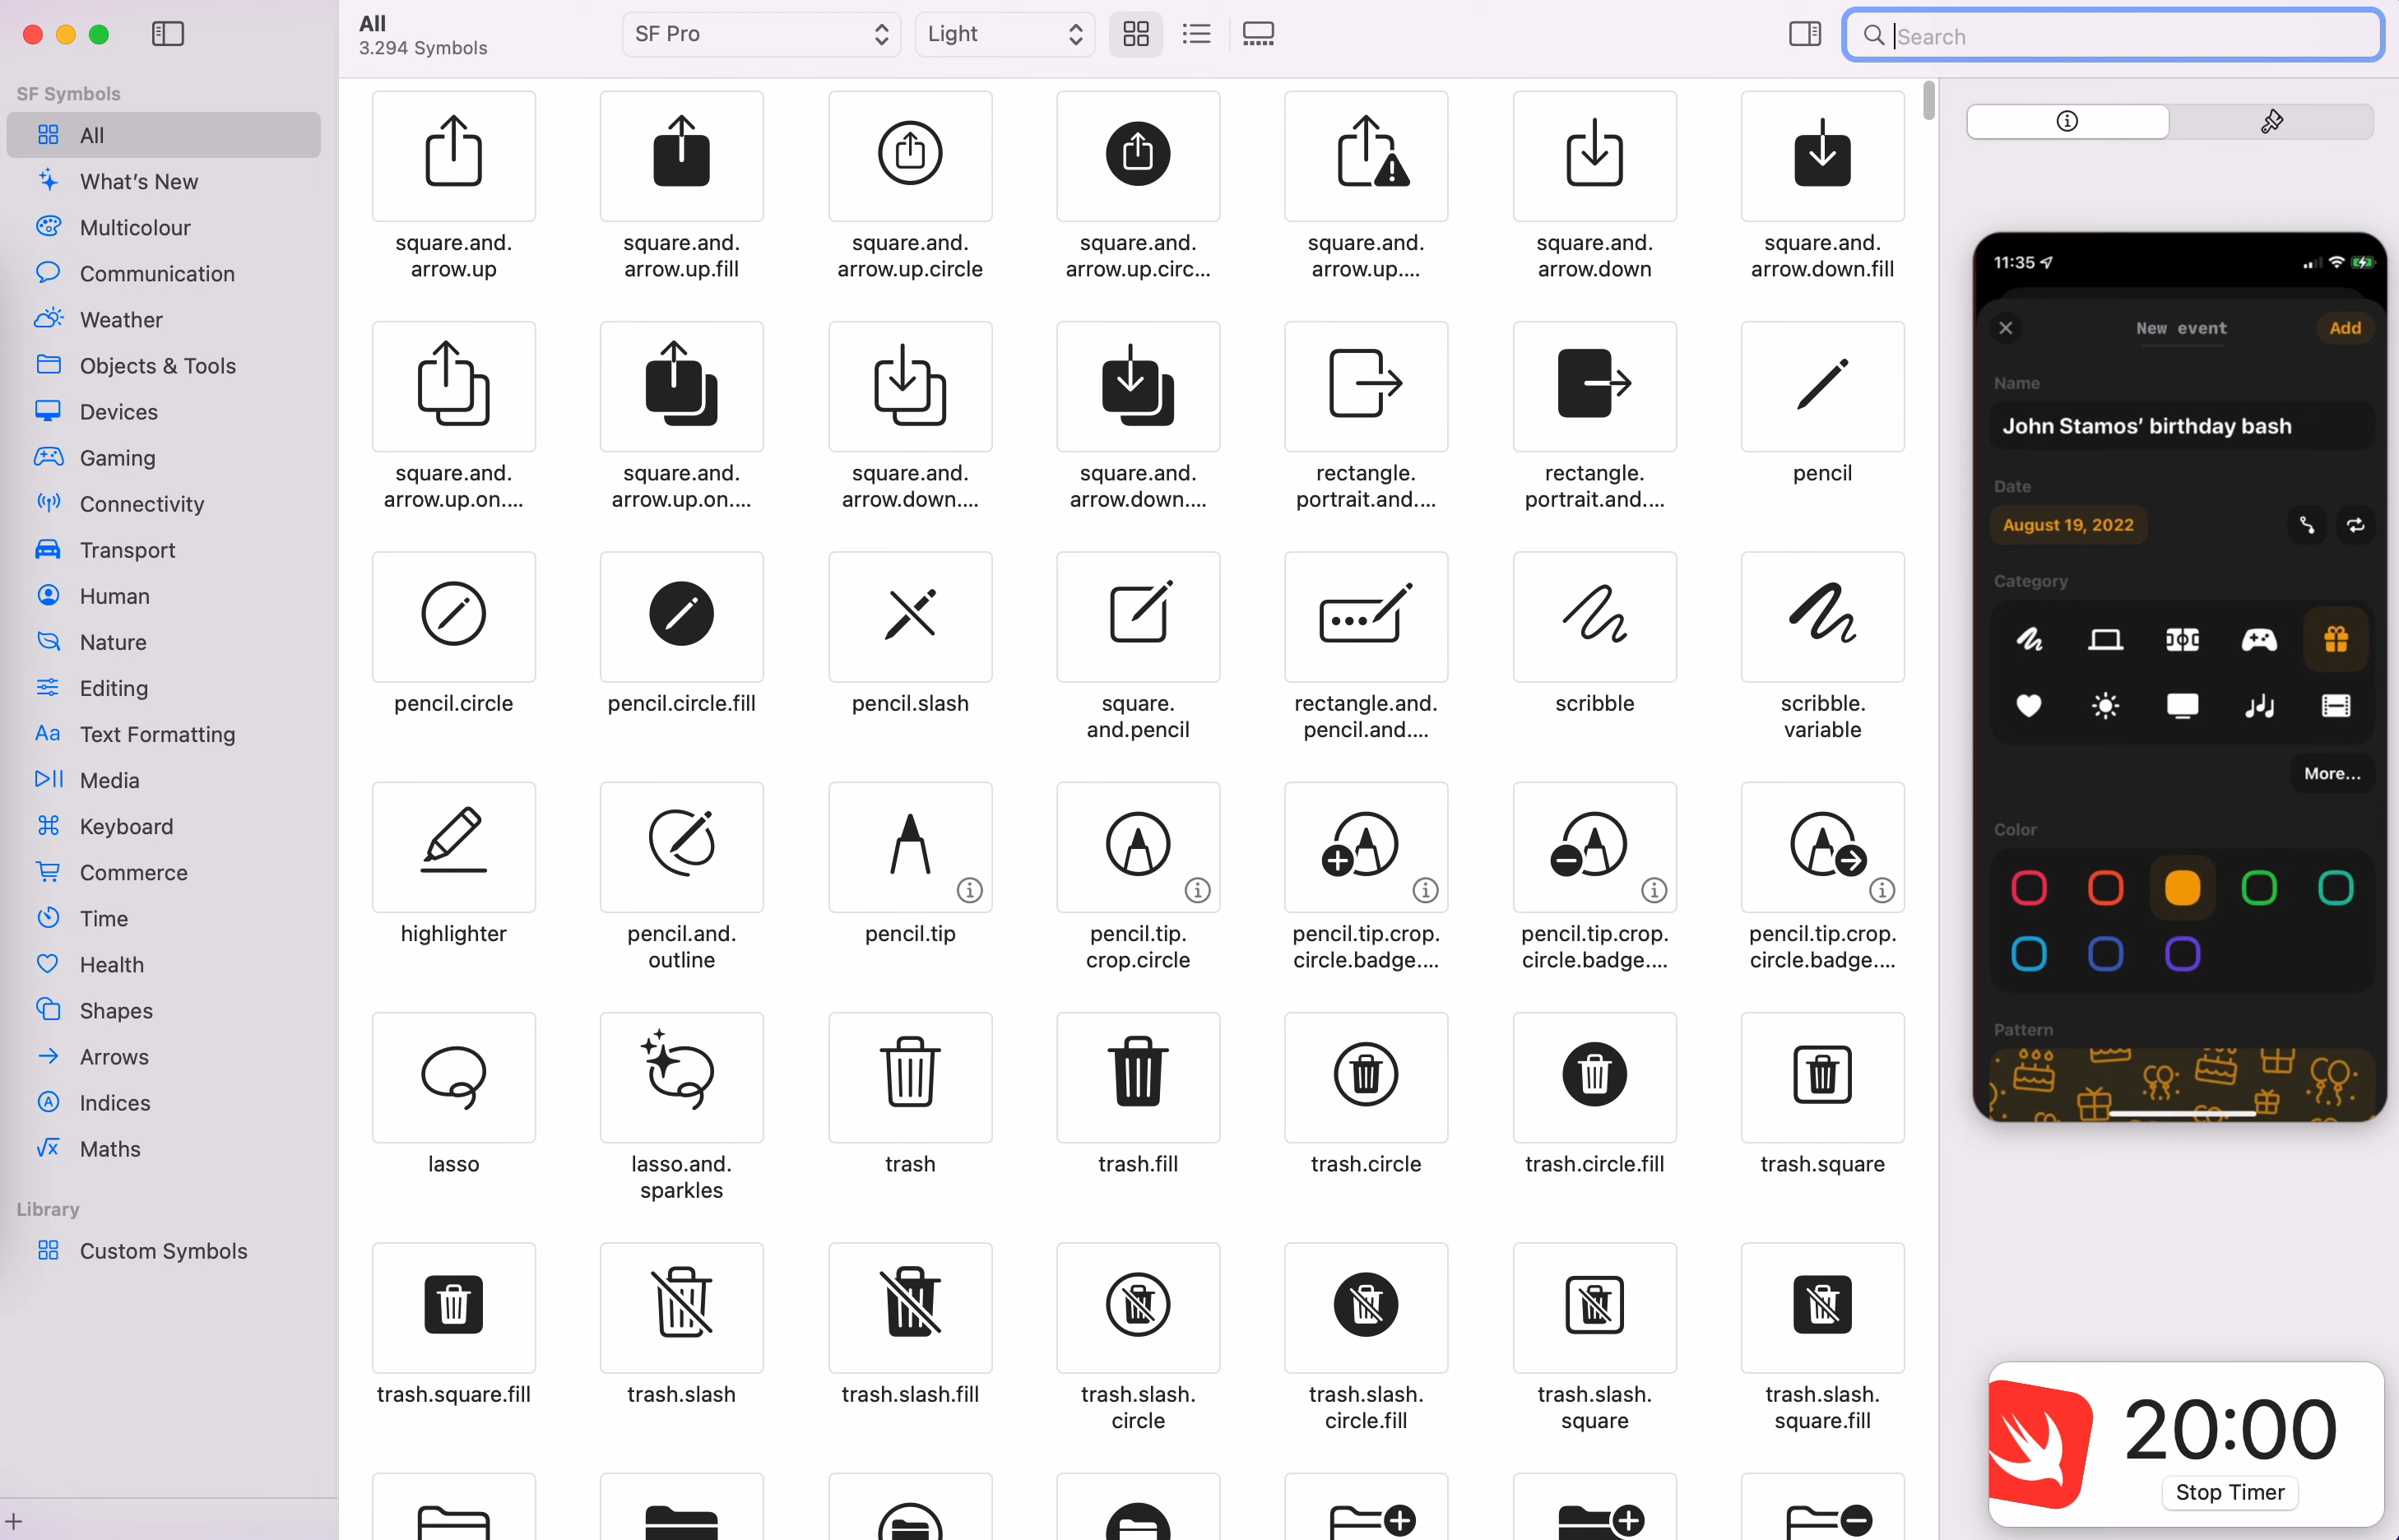 All
3.294 Symbols
SF Pro
Light
Search
SF Symbols
All
What's New
Multicolour
Communication
Weather
Objects & Tools
Devices
Gaming
Connectivity
Transport
Human
Nature
Editing
Aa Text Formatting
Media
Keyboard
Commerce
Time
Health
Shapes
Arrows
Indices
Maths
Library
Custom Symbols
square.and.
arrow.up
square.and.
arrow.up.fill
square.and.
arrow.up.circle
square.and.
arrow.up.circ...
square.and.
arrow.up....
square.and.
arrow.down
square.and.
arrow.down.fill
square.and.
arrow.up.on....
square.and.
arrow.up.on....
square.and.
arrow.down....
square.and.
arrow.down....
rectangle.
portrait.and....
rectangle.
portrait.and....
pencil
pencil.circle
pencil.circle.fill
pencil.slash
square.
and.pencil
rectangle.and.
pencil.and....
scribble
scribble.
variable
highlighter
pencil.and.
outline
pencil.tip
pencil.tip.
crop.circle
pencil.tip.crop.
circle.badge....
pencil.tip.crop.
circle.badge....
pencil.tip.crop.
circle.badge....
lasso
lasso.and.
sparkles
trash
trash.fill
trash.circle
trash.circle.fill
trash.square
trash.square.fill
trash.slash
trash.slash.fill
trash.slash.
circle
trash.slash.
circle.fill
trash.slash.
square
trash.slash.
square.fill
11:35
New event
Add
Name
John Stamos' birthday bash
Date
August 19, 2022
Category
More...
Color
Pattern
20:00
Stop Timer